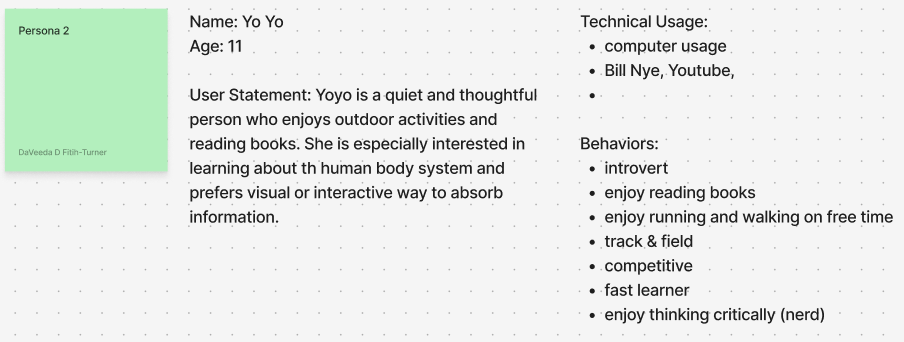 Persona 2
DaVeeda D Fitih-Turner
Name: Yo Yo
Age: 11
User Statement: Yoyo is a quiet and thoughtful
person who enjoys outdoor activities and
reading books. She is especially interested in
learning about th human body system and
prefers visual or interactive way to absorb
information.
Technical Usage:
• computer usage
• Bill Nye, Youtube,
•
Behaviors:
• introvert
• enjoy reading books
• enjoy running and walking on free time
• track & field
• competitive
• fast learner
• enjoy thinking critically (nerd)